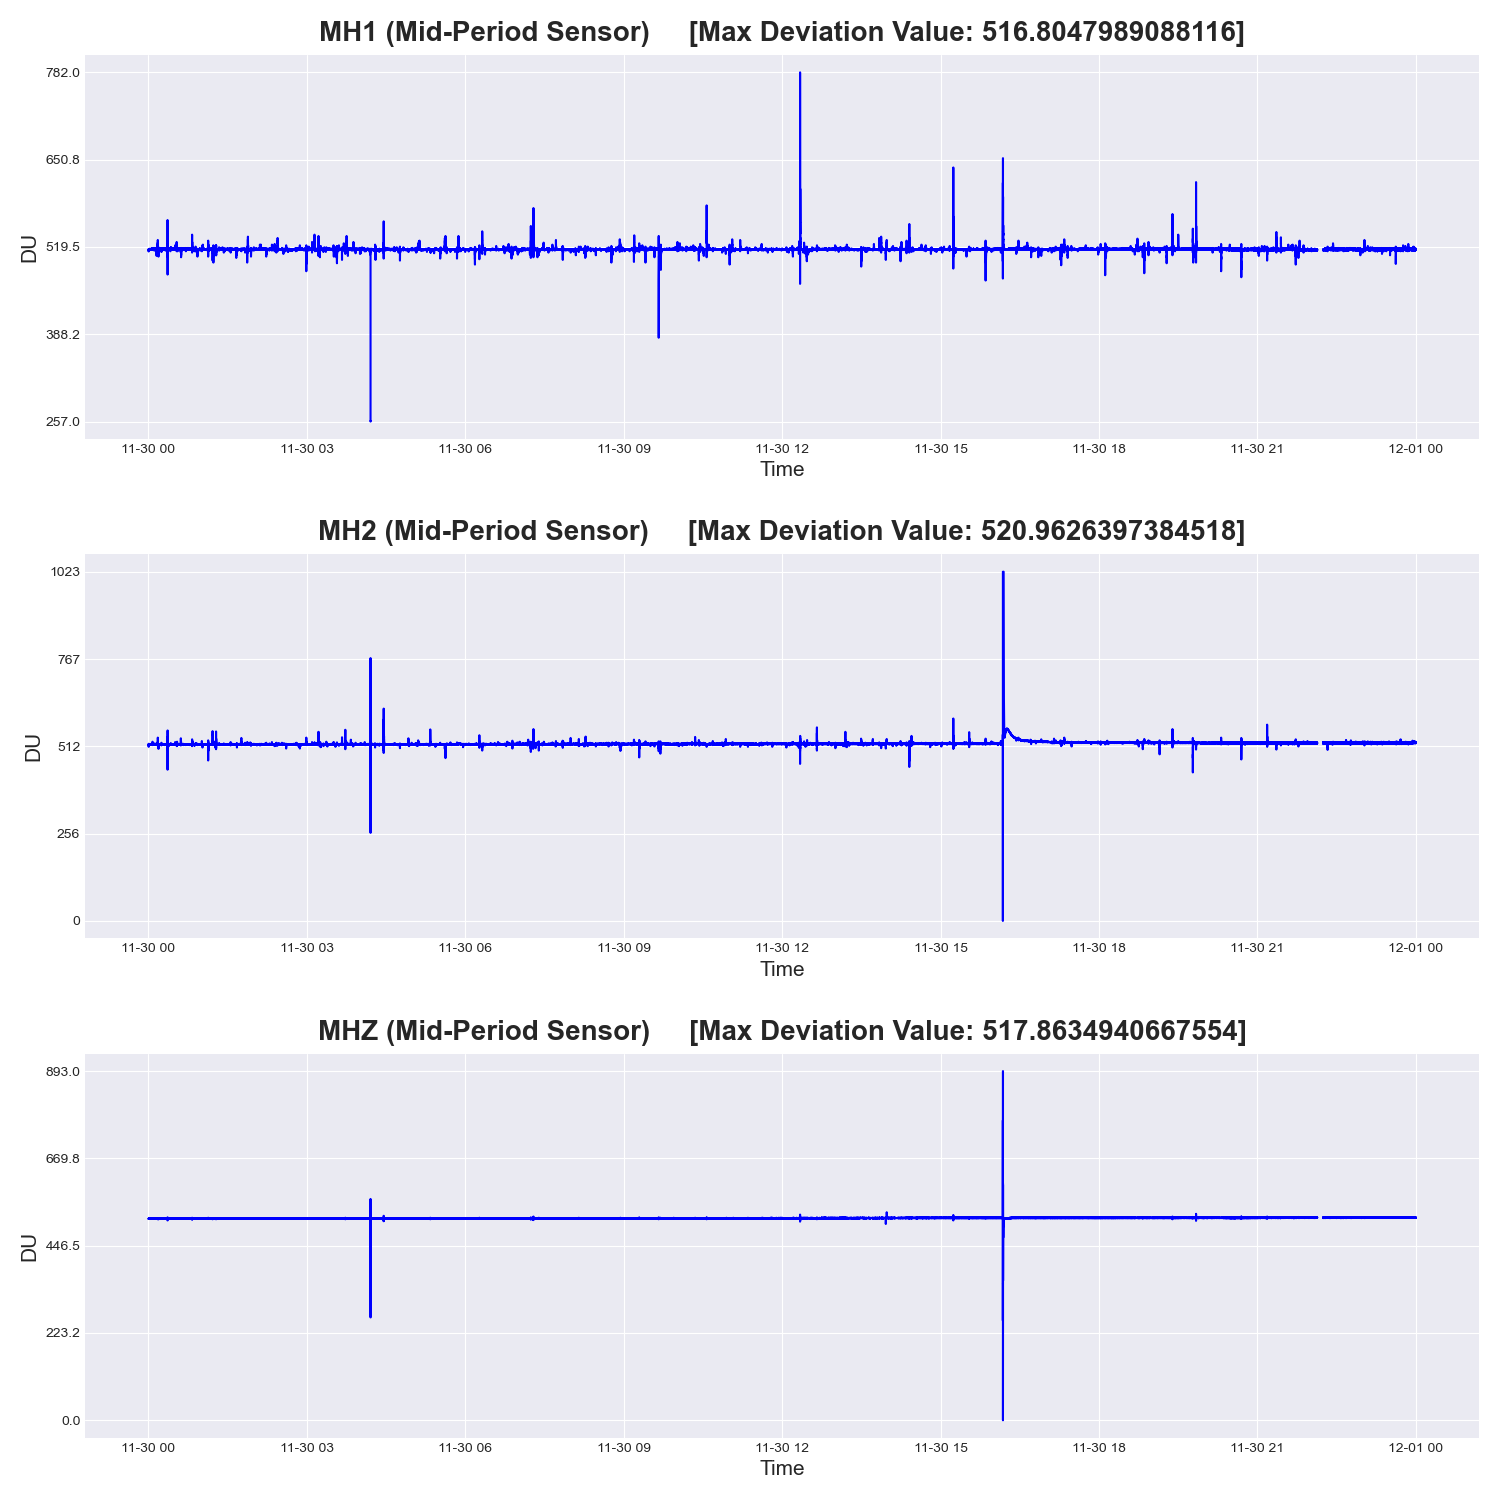 MH1 (Mid-Period Sensor) [Max Deviation Value: 516.8047989088116]
782.0
650.8
519.5
388.2
257.0
DU
11-30 00 11-30 03 11-30 06 11-30 09 11-30 12 11-30 15 11-30 18 11-30 21 12-01 00
Time
MH2 (Mid-Period Sensor) [Max Deviation Value: 520.9626397384518]
1023
767
512
256
0
DU
11-30 00 11-30 03 11-30 06 11-30 09 11-30 12 11-30 15 11-30 18 11-30 21 12-01 00
Time
MHZ (Mid-Period Sensor) [Max Deviation Value: 517.8634940667554]
893.0
669.8
446.5
223.2
0.0
DU
11-30 00 11-30 03 11-30 06 11-30 09 11-30 12 11-30 15 11-30 18 11-30 21 12-01 00
Time